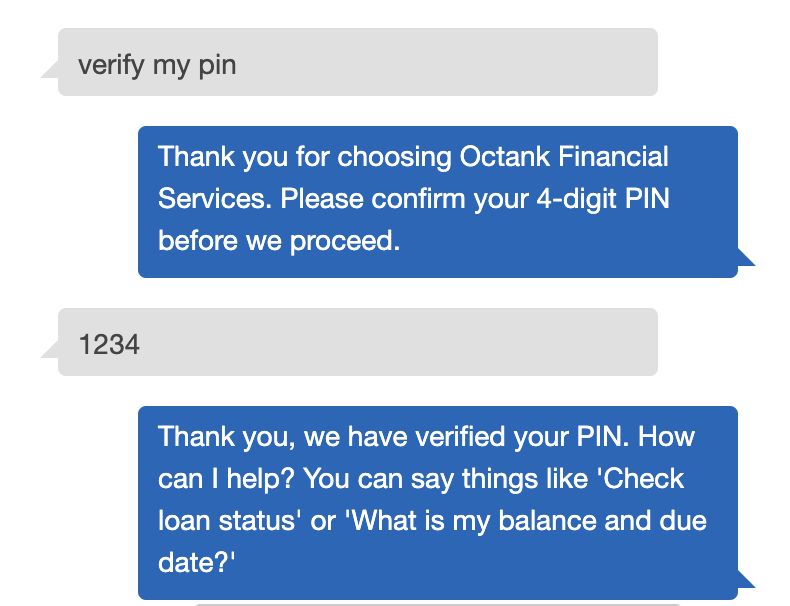 verify my pin
Thank you for choosing Octank Financial
Services. Please confirm your 4-digit PIN
before we proceed.
1234
Thank you, we have verified your PIN. How
can I help? You can say things like 'Check
loan status' or 'What is my balance and due
date?'